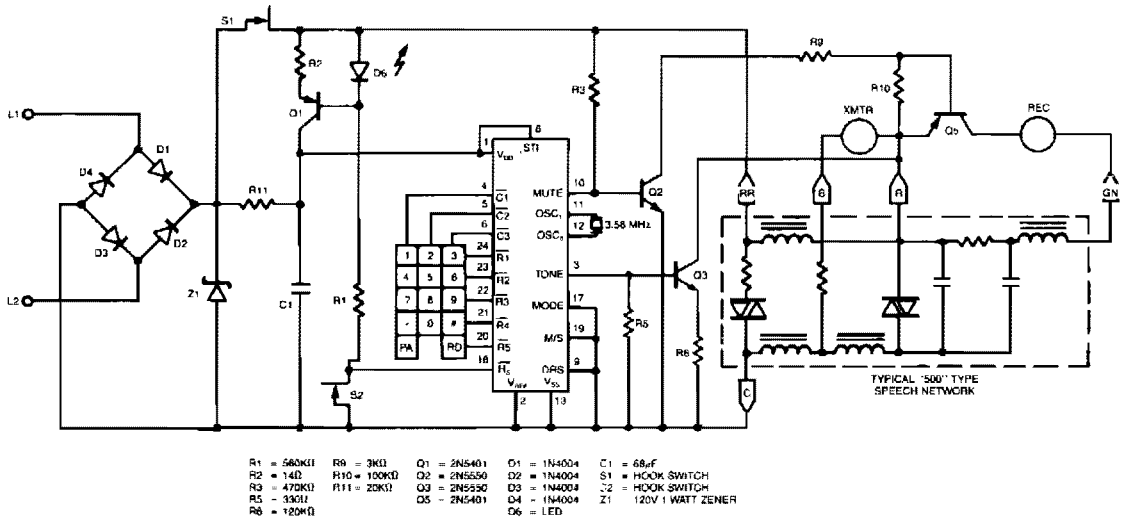 S1
R2
D6
Q1
R3
R9
R10
XMTR
Q5
REC
L1
D4
D1
R11
D3
D2
L2
Z1
C1
R1
S2
1
VDD
8
STI
4
C1
5
C2
6
C3
24
R1
23
R2
22
R3
21
R4
20
R5
18
HS
VREF
2
VSS
13
MUTE
10
OSC1
11
12
3.58 MHz
TONE
3
MODE
17
M/S
19
DRS
9
1 2 3
4 5 6
7 8 9
0 #
PA RD
Q2
Q3
R5
R6
RR
B
R
GN
C
TYPICAL "500" TYPE
SPEECH NETWORK
R1 = 560KΩ R9 = 3KΩ Q1 = 2N5401 D1 = 1N4004 C1 = 68µF
R2 = 14Ω R10 = 100KΩ Q2 = 2N5550 D2 = 1N4004 S1 = HOOK SWITCH
R3 = 470KΩ R11 = 20KΩ Q3 = 2N5550 D3 = 1N4004 S2 = HOOK SWITCH
R5 = 330Ω Q5 = 2N5401 D4 = 1N4004 Z1 120V 1 WATT ZENER
R6 = 120KΩ D6 = LED